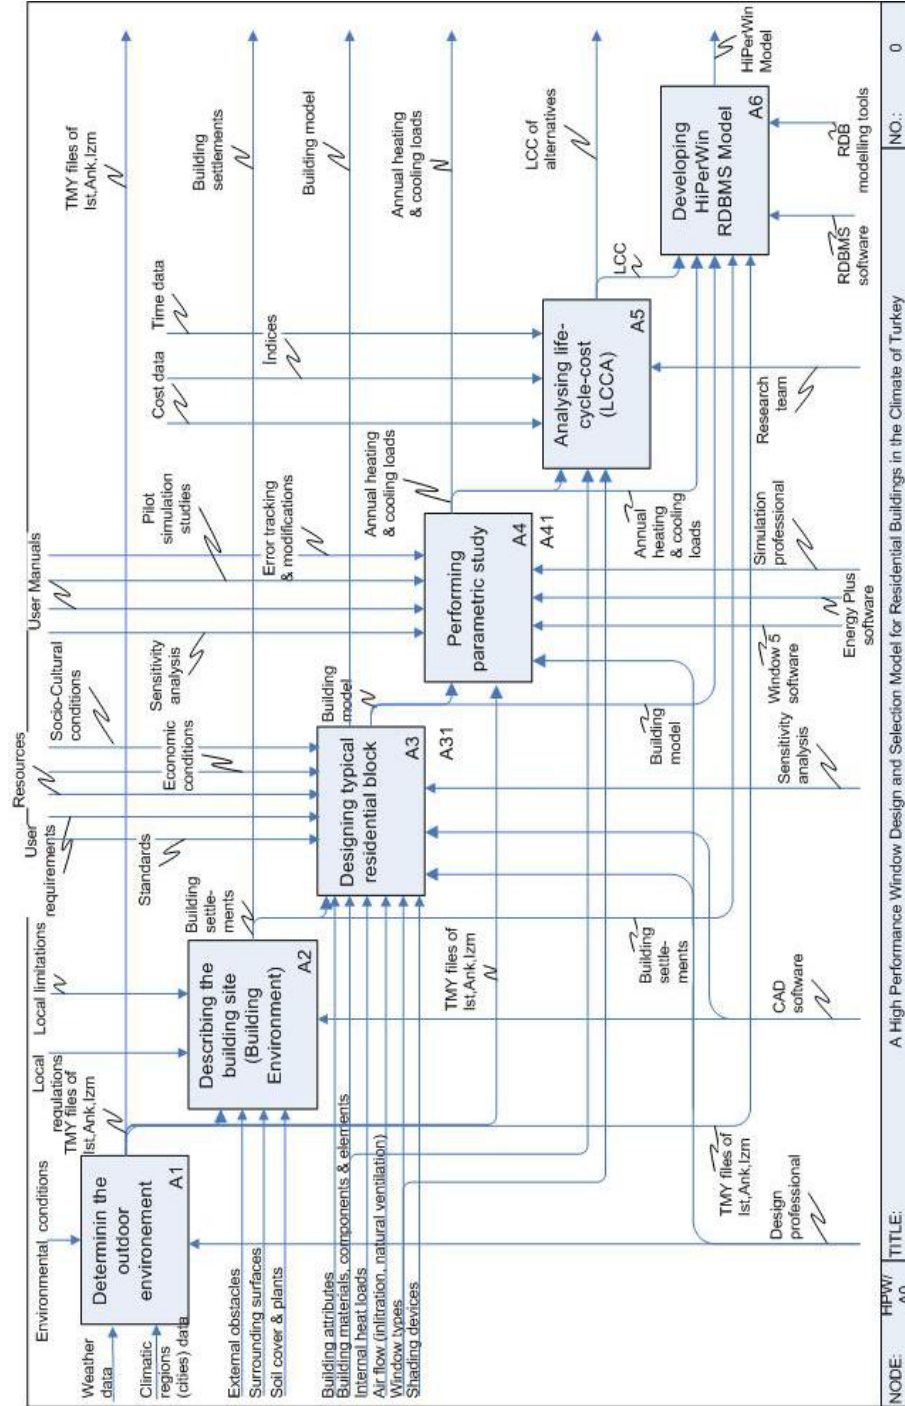 Environmental conditions
Weather
data
Climatic
regions
(cities) data
Determin in the
outdoor
environement
A1
TMY files of
Ist,Ank,Izm
Local
regulations
Local limitations
External obstacles
Surrounding surfaces
Soil cover & plants
Describing the
building site
(Building
Environment)
A2
Building
settle-
ments
User
requirements
Standards
Resources
Economic
conditions
Socio-Cultural
conditions
Building attributes
Building materials, components & elements
Internal heat loads
Air flow (inlitration, natural ventilation)
Window types
Shading devices
Designing typical
residential block
A3
A31
Building
model
User Manuals
Sensitivity
analysis
Pilot
simulation
studies
Error tracking
& modifications
TMY files of
Ist,Ank,Izm
Performing
parametric study
A4
A41
Annual heating
& cooling loads
Cost data
Indices
Time data
Analysing life-
cycle-cost
(LCCA)
A5
LCC
Developing
HiPerWin
RDBMS Model
A6
HiPerWin
Model
TMY files of
Ist,Ank,Izm
Building
settlements
Building model
Annual heating
& cooling loads
LCC of
alternatives
TMY files of
Ist,Ank,Izm
Building
settle-
ments
Building
model
Annual
heating
& cooling
loads
Design
professional
CAD
software
Sensitivity
analysis
Window 5
software
Energy Plus
software
Simulation
professional
Research
team
RDBMS
software
RDB
modelling tools
NODE:
HPW/
A0
TITLE:
A High Performance Window Design and Selection Model for Residential Buildings in the Climate of Turkey
NO.:
0